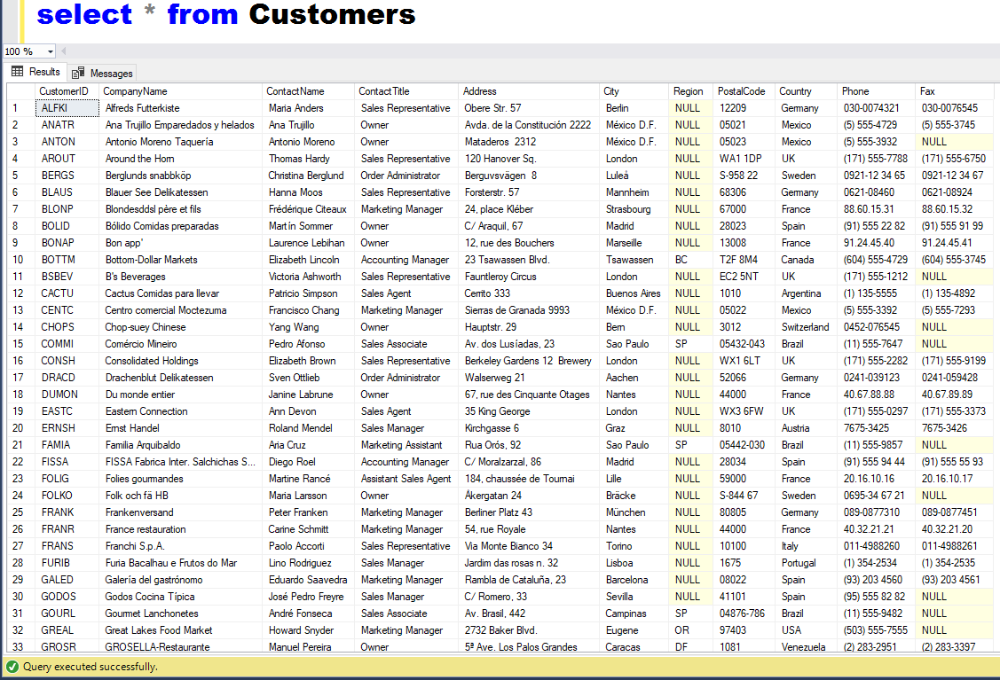 select * from Customers
100 %
Results Messages
CustomerID CompanyName ContactName ContactTitle Address City Region PostalCode Country Phone Fax
1 ALFKI Alfreds Futterkiste Maria Anders Sales Representative Obere Str. 57 Berlin NULL 12209 Germany 030-0074321 030-0076545
2 ANATR Ana Trujillo Emparedados y helados Ana Trujillo Owner Avda. de la Constitución 2222 México D.F. NULL 05021 Mexico (5) 555-4729 (5) 555-3745
3 ANTON Antonio Moreno Taquería Antonio Moreno Owner Mataderos 2312 México D.F. NULL 05023 Mexico (5) 555-3932 NULL
4 AROUT Around the Horn Thomas Hardy Sales Representative 120 Hanover Sq. London NULL WA1 1DP UK (171) 555-7788 (171) 555-6750
5 BERGS Berglunds snabbköp Christina Berglund Order Administrator Berguvsvägen 8 Luleå NULL S-958 22 Sweden 0921-12 34 65 0921-12 34 67
6 BLAUS Blauer See Delikatessen Hanna Moos Sales Representative Forsterstr. 57 Mannheim NULL 68306 Germany 0621-08460 0621-08924
7 BLONP Blondesddsl père et fils Frédérique Citeaux Marketing Manager 24, place Kléber Strasbourg NULL 67000 France 88.60.15.31 88.60.15.32
8 BOLID Bólido Comidas preparadas Martín Sommer Owner C/ Araquil, 67 Madrid NULL 28023 Spain (91) 555 22 82 (91) 555 91 99
9 BONAP Bon app' Laurence Lebihan Owner 12, rue des Bouchers Marseille NULL 13008 France 91.24.45.40 91.24.45.41
10 BOTTM Bottom-Dollar Markets Elizabeth Lincoln Accounting Manager 23 Tsawassen Blvd. Tsawassen BC T2F 8M4 Canada (604) 555-4729 (604) 555-3745
11 BSBEV B's Beverages Victoria Ashworth Sales Representative Fauntleroy Circus London NULL EC2 5NT UK (171) 555-1212 NULL
12 CACTU Cactus Comidas para llevar Patricio Simpson Sales Agent Cerrito 333 Buenos Aires NULL 1010 Argentina (1) 135-5555 (1) 135-4892
13 CENTC Centro comercial Moctezuma Francisco Chang Marketing Manager Sierras de Granada 9993 México D.F. NULL 05022 Mexico (5) 555-3392 (5) 555-7293
14 CHOPS Chop-suey Chinese Yang Wang Owner Hauptstr. 29 Bern NULL 3012 Switzerland 0452-076545 NULL
15 COMMI Comércio Mineiro Pedro Afonso Sales Associate Av. dos Lusíadas, 23 Sao Paulo SP 05432-043 Brazil (11) 555-7647 NULL
16 CONSH Consolidated Holdings Elizabeth Brown Sales Representative Berkeley Gardens 12 Brewery London NULL WX1 6LT UK (171) 555-2282 (171) 555-9199
17 DRACD Drachenblut Delikatessen Sven Ottlieb Order Administrator Walserweg 21 Aachen NULL 52066 Germany 0241-039123 0241-059428
18 DUMON Du monde entier Janine Labrune Owner 67, rue des Cinquante Otages Nantes NULL 44000 France 40.67.88.88 40.67.89.89
19 EASTC Eastern Connection Ann Devon Sales Agent 35 King George London NULL WX3 6FW UK (171) 555-0297 (171) 555-3373
20 ERNSH Ernst Handel Roland Mendel Sales Manager Kirchgasse 6 Graz NULL 8010 Austria 7675-3425 7675-3426
21 FAMIA Familia Arquibaldo Aria Cruz Marketing Assistant Rua Orós, 92 Sao Paulo SP 05442-030 Brazil (11) 555-9857 NULL
22 FISSA FISSA Fabrica Inter. Salchichas S... Diego Roel Accounting Manager C/ Moralzarzal, 86 Madrid NULL 28034 Spain (91) 555 94 44 (91) 555 55 93
23 FOLIG Folies gourmandes Martine Rancé Assistant Sales Agent 184, chaussée de Tournai Lille NULL 59000 France 20.16.10.16 20.16.10.17
24 FOLKO Folk och fä HB Maria Larsson Owner Åkergatan 24 Bräcke NULL S-844 67 Sweden 0695-34 67 21 NULL
25 FRANK Frankenversand Peter Franken Marketing Manager Berliner Platz 43 München NULL 80805 Germany 089-0877310 089-0877451
26 FRANR France restauration Carine Schmitt Marketing Manager 54, rue Royale Nantes NULL 44000 France 40.32.21.21 40.32.21.20
27 FRANS Franchi S.p.A. Paolo Accorti Sales Representative Via Monte Bianco 34 Torino NULL 10100 Italy 011-4988260 011-4988261
28 FURIB Furia Bacalhau e Frutos do Mar Lino Rodriguez Sales Manager Jardim das rosas n. 32 Lisboa NULL 1675 Portugal (1) 354-2534 (1) 354-2535
29 GALED Galería del gastrónomo Eduardo Saavedra Marketing Manager Rambla de Cataluña, 23 Barcelona NULL 08022 Spain (93) 203 4560 (93) 203 4561
30 GODOS Godos Cocina Típica José Pedro Freyre Sales Manager C/ Romero, 33 Sevilla NULL 41101 Spain (95) 555 82 82 NULL
31 GOURL Gourmet Lanchonetes André Fonseca Sales Associate Av. Brasil, 442 Campinas SP 04876-786 Brazil (11) 555-9482 NULL
32 GREAL Great Lakes Food Market Howard Snyder Marketing Manager 2732 Baker Blvd. Eugene OR 97403 USA (503) 555-7555 NULL
33 GROSR GROSELLA-Restaurante Manuel Pereira Owner 5ª Ave. Los Palos Grandes Caracas DF 1081 Venezuela (2) 283-2951 (2) 283-3397
Query executed successfully.